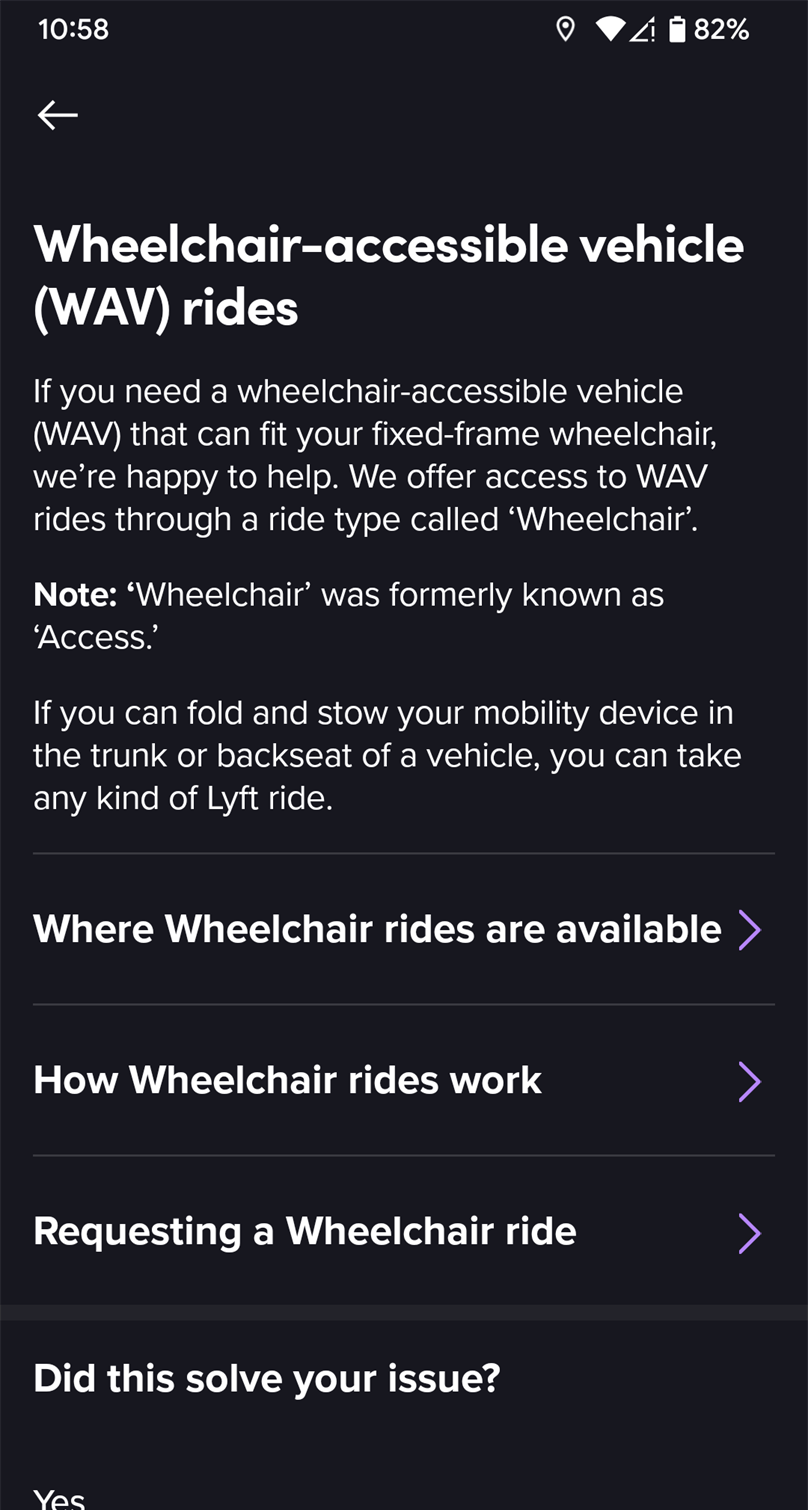 10:58
82%
Wheelchair-accessible vehicle
(WAV) rides
If you need a wheelchair-accessible vehicle
(WAV) that can fit your fixed-frame wheelchair,
we’re happy to help. We offer access to WAV
rides through a ride type called ‘Wheelchair’.
Note: ‘Wheelchair’ was formerly known as
‘Access.’
If you can fold and stow your mobility device in
the trunk or backseat of a vehicle, you can take
any kind of Lyft ride.
Where Wheelchair rides are available
How Wheelchair rides work
Requesting a Wheelchair ride
Did this solve your issue?
Yes